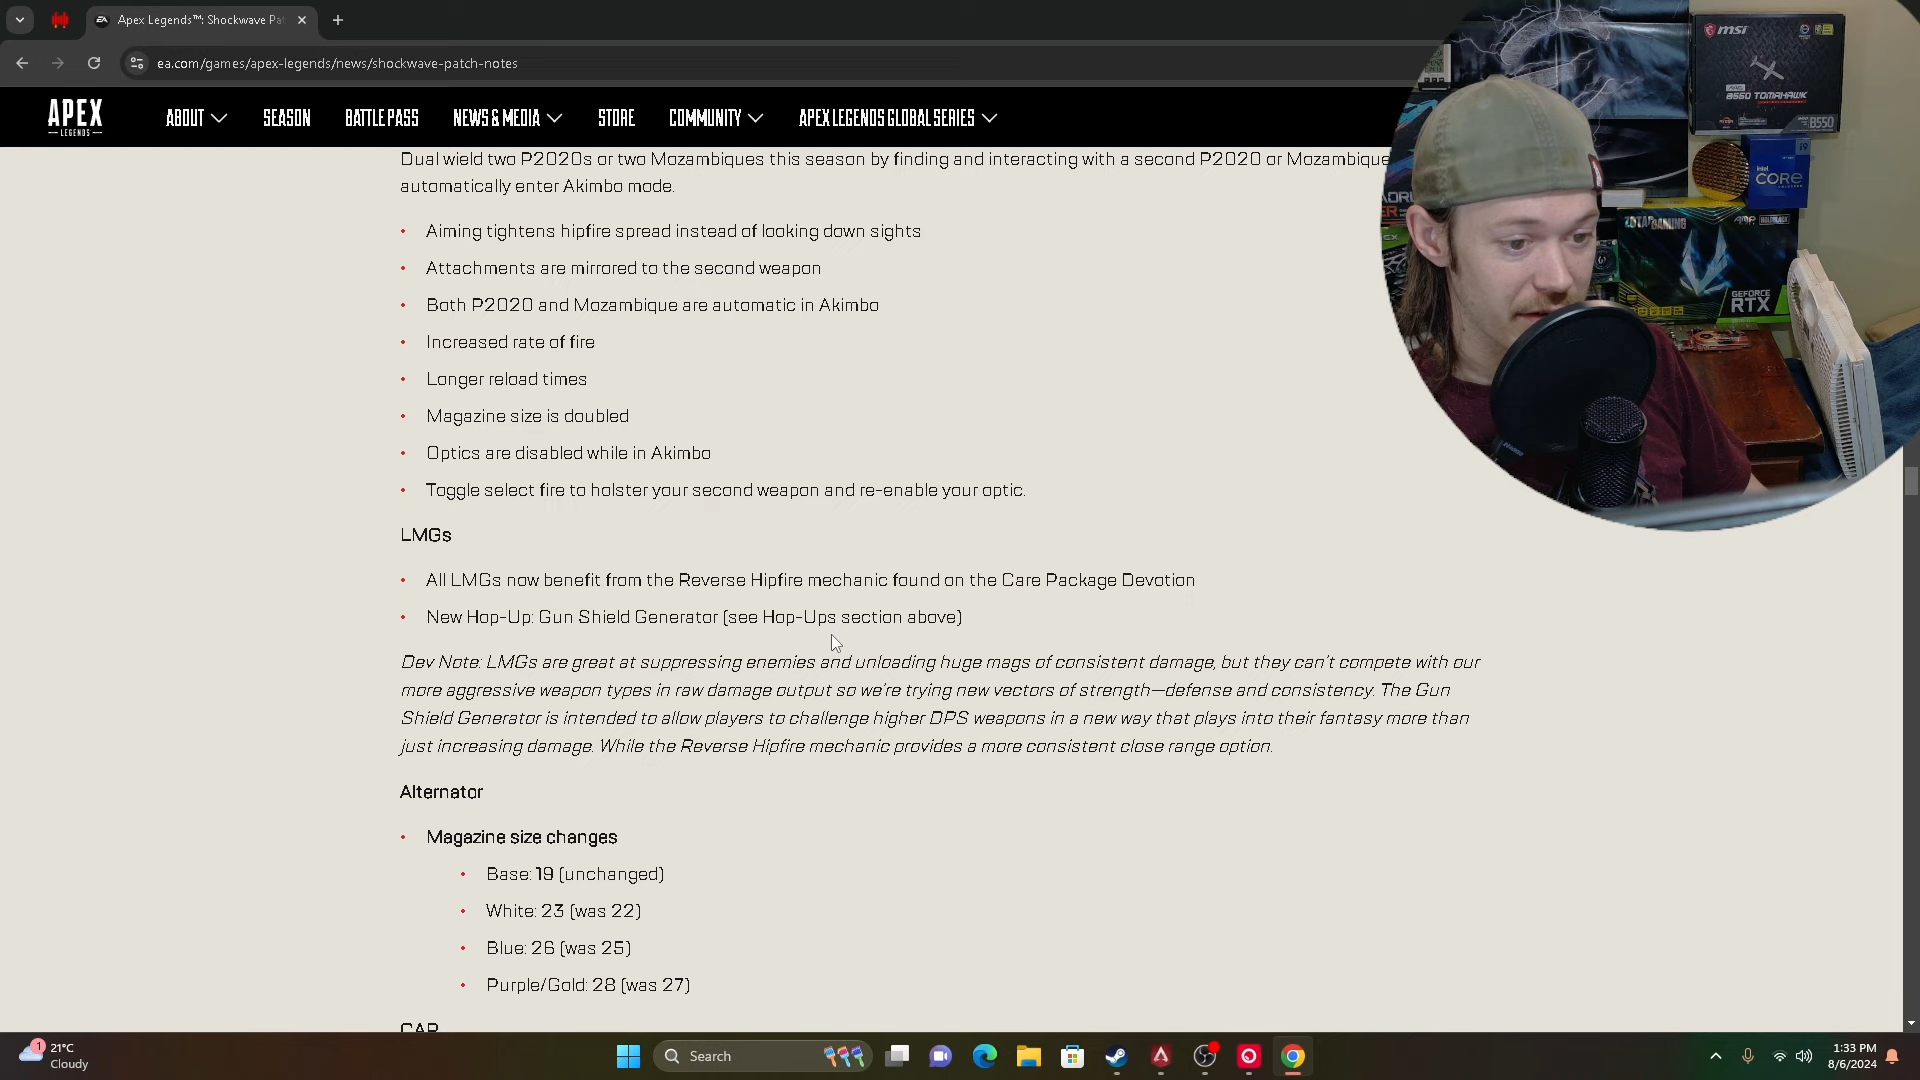 Apex Legends™: Shockwave Pat
ea.com/games/apex-legends/news/shockwave-patch-notes
APEX
LEGENDS
ABOUT
SEASON
BATTLE PASS
NEWS & MEDIA
STORE
COMMUNITY
APEX LEGENDS GLOBAL SERIES
Dual wield two P2020s or two Mozambiques this season by finding and interacting with a second P2020 or Mozambique
automatically enter Akimbo mode.
• Aiming tightens hipfire spread instead of looking down sights
• Attachments are mirrored to the second weapon
• Both P2020 and Mozambique are automatic in Akimbo
• Increased rate of fire
• Longer reload times
• Magazine size is doubled
• Optics are disabled while in Akimbo
• Toggle select fire to holster your second weapon and re-enable your optic.
LMGs
• All LMGs now benefit from the Reverse Hipfire mechanic found on the Care Package Devotion
• New Hop-Up: Gun Shield Generator (see Hop-Ups section above)
Dev Note: LMGs are great at suppressing enemies and unloading huge mags of consistent damage, but they can't compete with our
more aggressive weapon types in raw damage output so we're trying new vectors of strength—defense and consistency. The Gun
Shield Generator is intended to allow players to challenge higher DPS weapons in a new way that plays into their fantasy more than
just increasing damage. While the Reverse Hipfire mechanic provides a more consistent close range option.
Alternator
• Magazine size changes
• Base: 19 (unchanged)
• White: 23 (was 22)
• Blue: 26 (was 25)
• Purple/Gold: 28 (was 27)
CAR
msi
B550 TOMAHAWK
B550
intel
CORE
i9
ZOTAC GAMING
AMP
HOLOBLACK
GEFORCE
RTX
1
21°C
Cloudy
Search
1:33 PM
8/6/2024